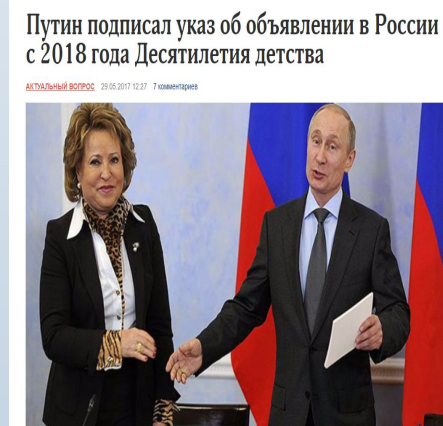 Путин подписал указ об объявлении в России
с 2018 года Десятилетия детства
АКТУАЛЬНЫЙ ВОПРОС 29.05.2017 12:27 7 комментариев